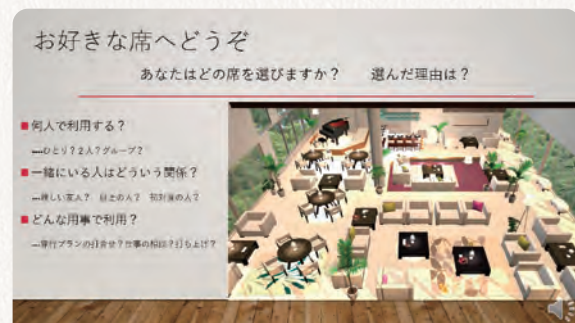 お好きな席へどうぞ
あなたはどの席を選びますか？　選んだ理由は？
■何人で利用する？
―ひとり？2人？グループ？
■一緒にいる人はどういう関係？
―親しい友人？　目上の人？　初対面の人？
■どんな用事で利用？
―旅行プランの打合せ？仕事の相談？打ち上げ？